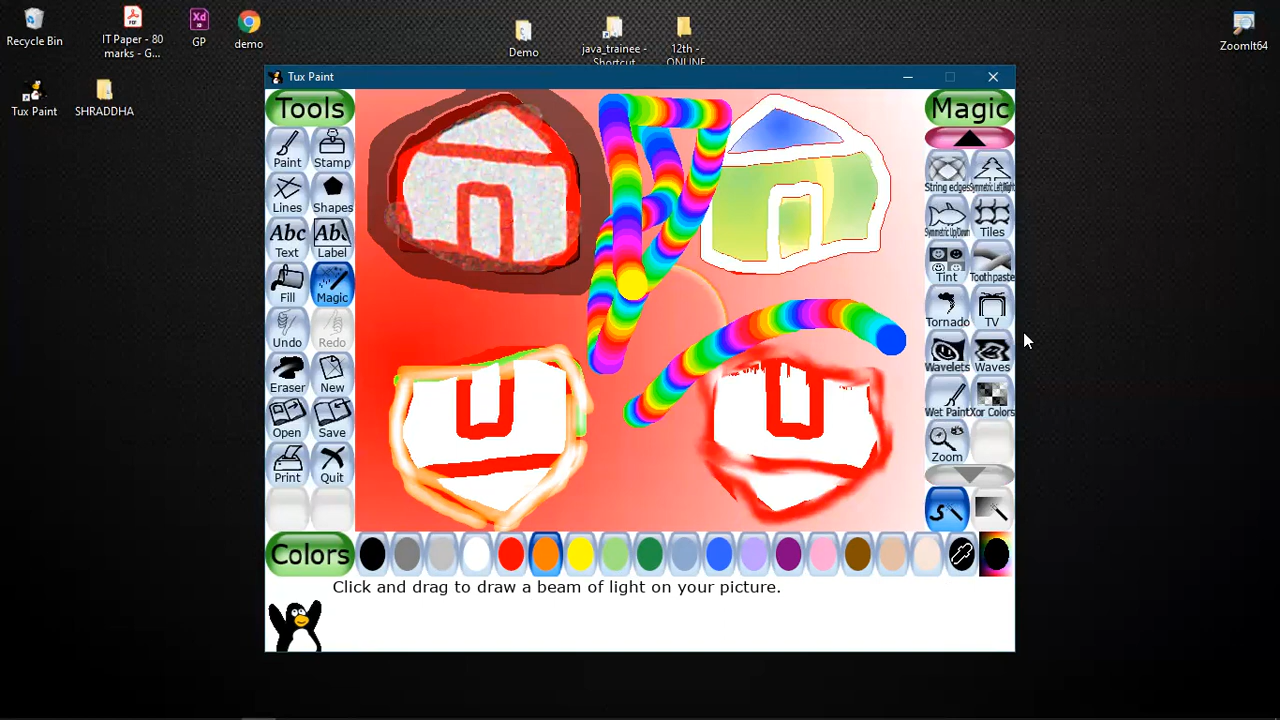 Recycle Bin
IT Paper - 80
marks - G...
GP
demo
Demo
java_trainee -
Shortcut
12th -
ONLINE
ZoomIt64
Tux Paint
SHRADDHA
Tux Paint
Tools
Magic
Paint
Stamp
Lines
Shapes
Abc
Text
Label
Fill
Magic
Undo
Redo
Eraser
New
Open
Save
Print
Quit
String edges
Symmetric Left/Right
Symmetric Up/Down
Tiles
Tint
Toothpaste
Tornado
TV
Wavelets
Waves
Wet Paint
Xor Colors
Zoom
Colors
Click and drag to draw a beam of light on your picture.